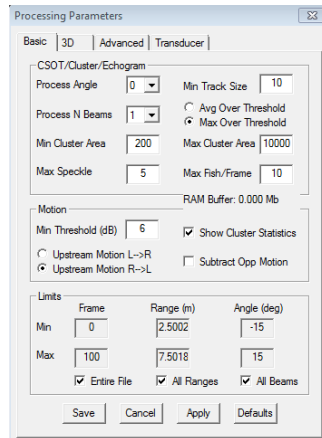 Processing Parameters
Basic 3D Advanced Transducer
CSOT/Cluster/Echogram
Process Angle 0 Min Track Size 10
Process N Beams 1 Avg Over Threshold
Max Over Threshold
Min Cluster Area 200 Max Cluster Area 10000
Max Speckle 5 Max Fish/Frame 10
RAM Buffer: 0.000 Mb
Motion
Min Threshold (dB) 6 Show Cluster Statistics
Upstream Motion L-->R
Upstream Motion R-->L Subtract Opp Motion
Limits
Frame Range (m) Angle (deg)
Min 0 2.5002 -15
Max 100 7.5018 15
Entire File All Ranges All Beams
Save Cancel Apply Defaults